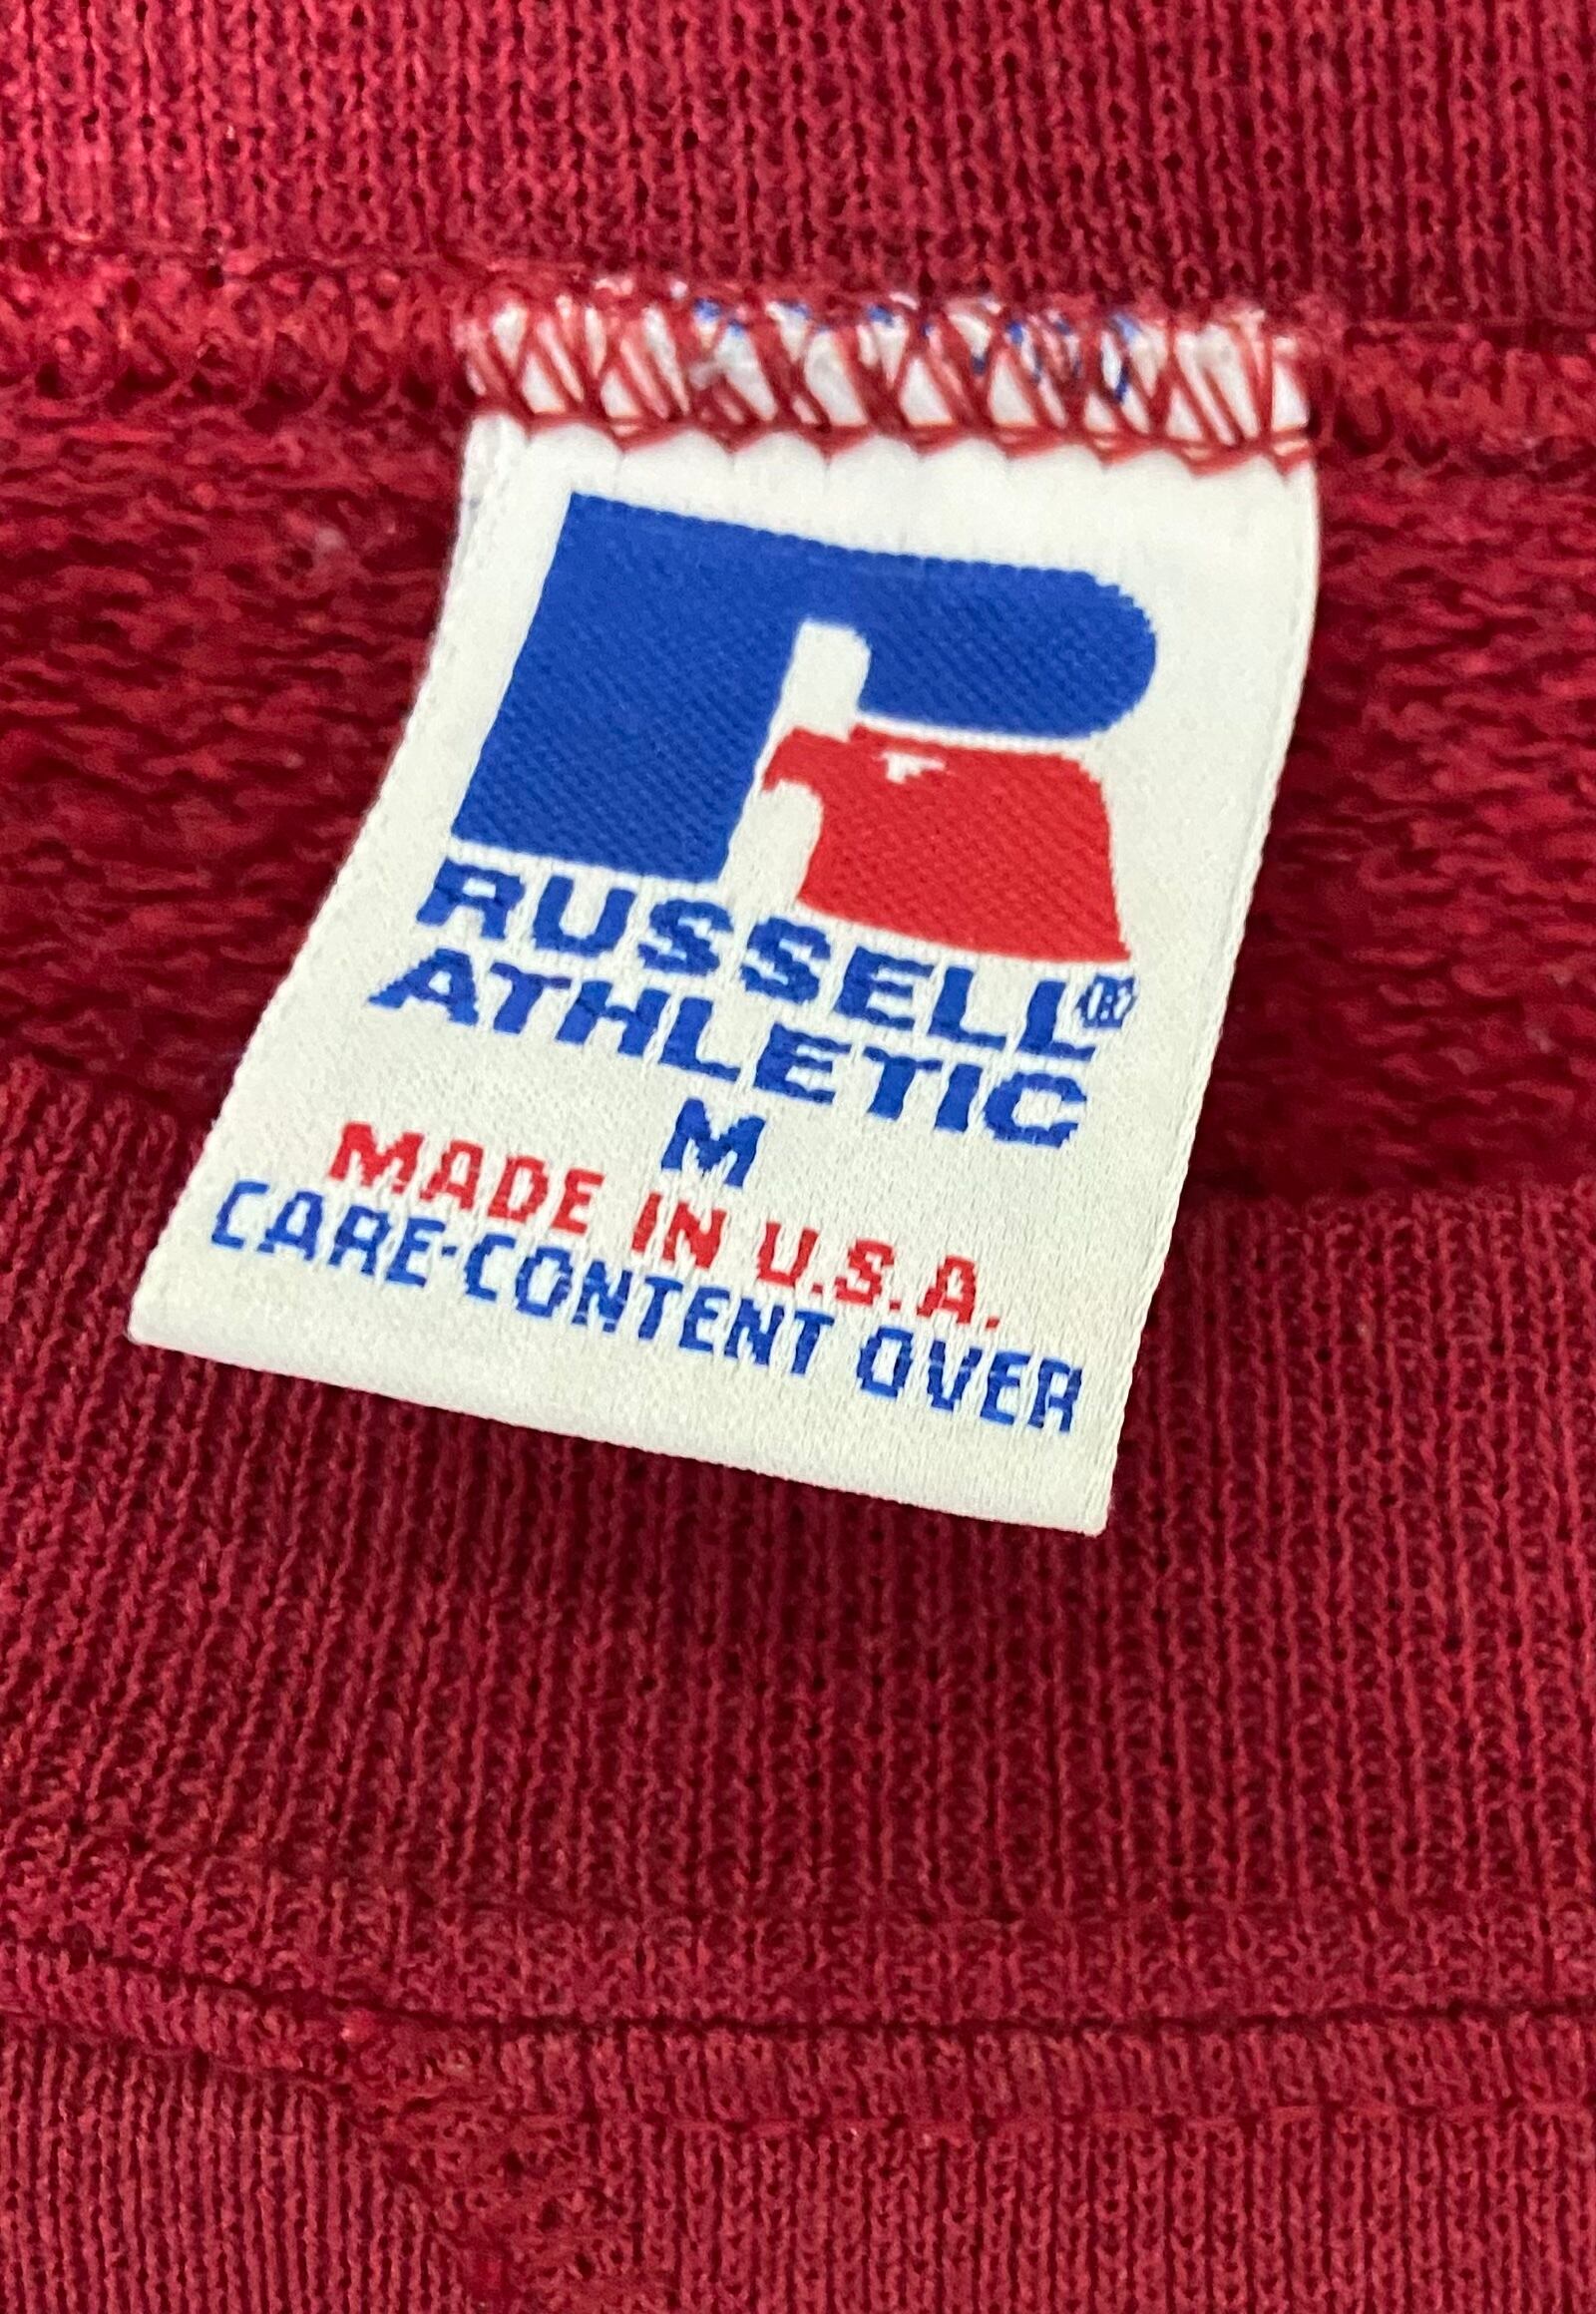 RUSSELL®
ATHLETIC
M
MADE IN U.S.A.
CARE·CONTENT OVER